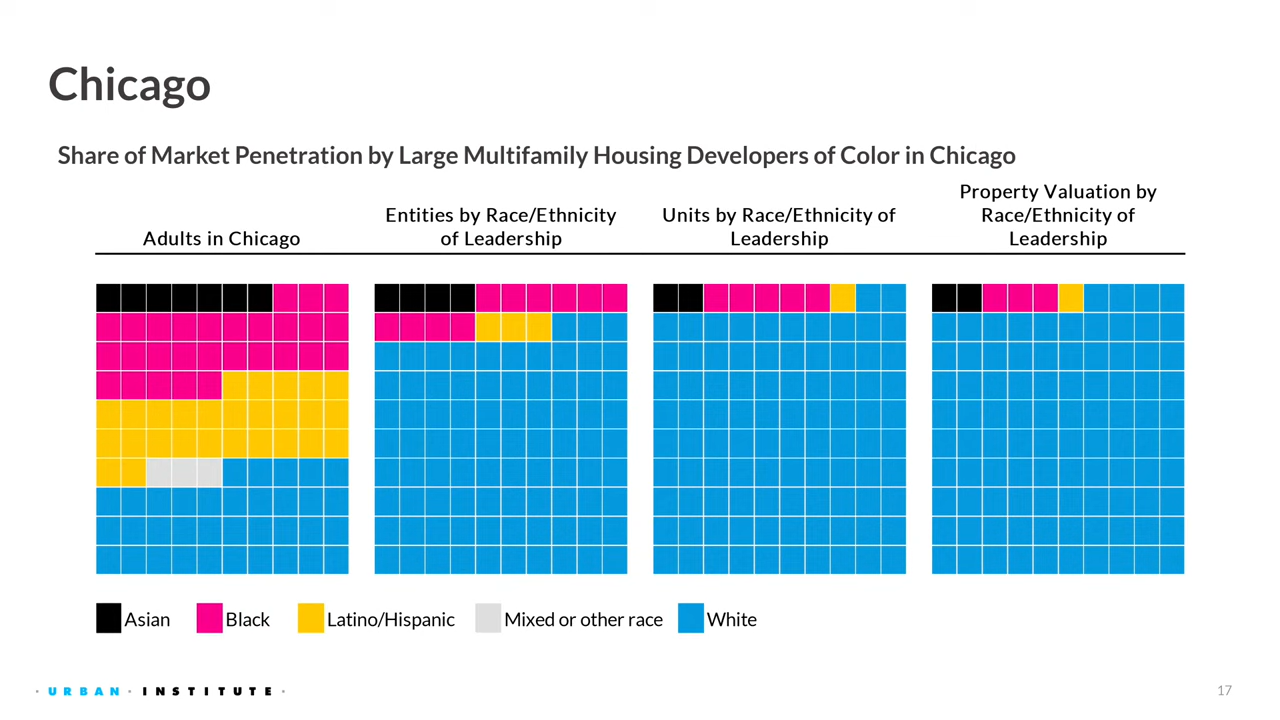 Chicago
Share of Market Penetration by Large Multifamily Housing Developers of Color in Chicago
Adults in Chicago
Entities by Race/Ethnicity
of Leadership
Units by Race/Ethnicity of
Leadership
Property Valuation by
Race/Ethnicity of
Leadership
Asian
Black
Latino/Hispanic
Mixed or other race
White
· URBAN · INSTITUTE ·
17